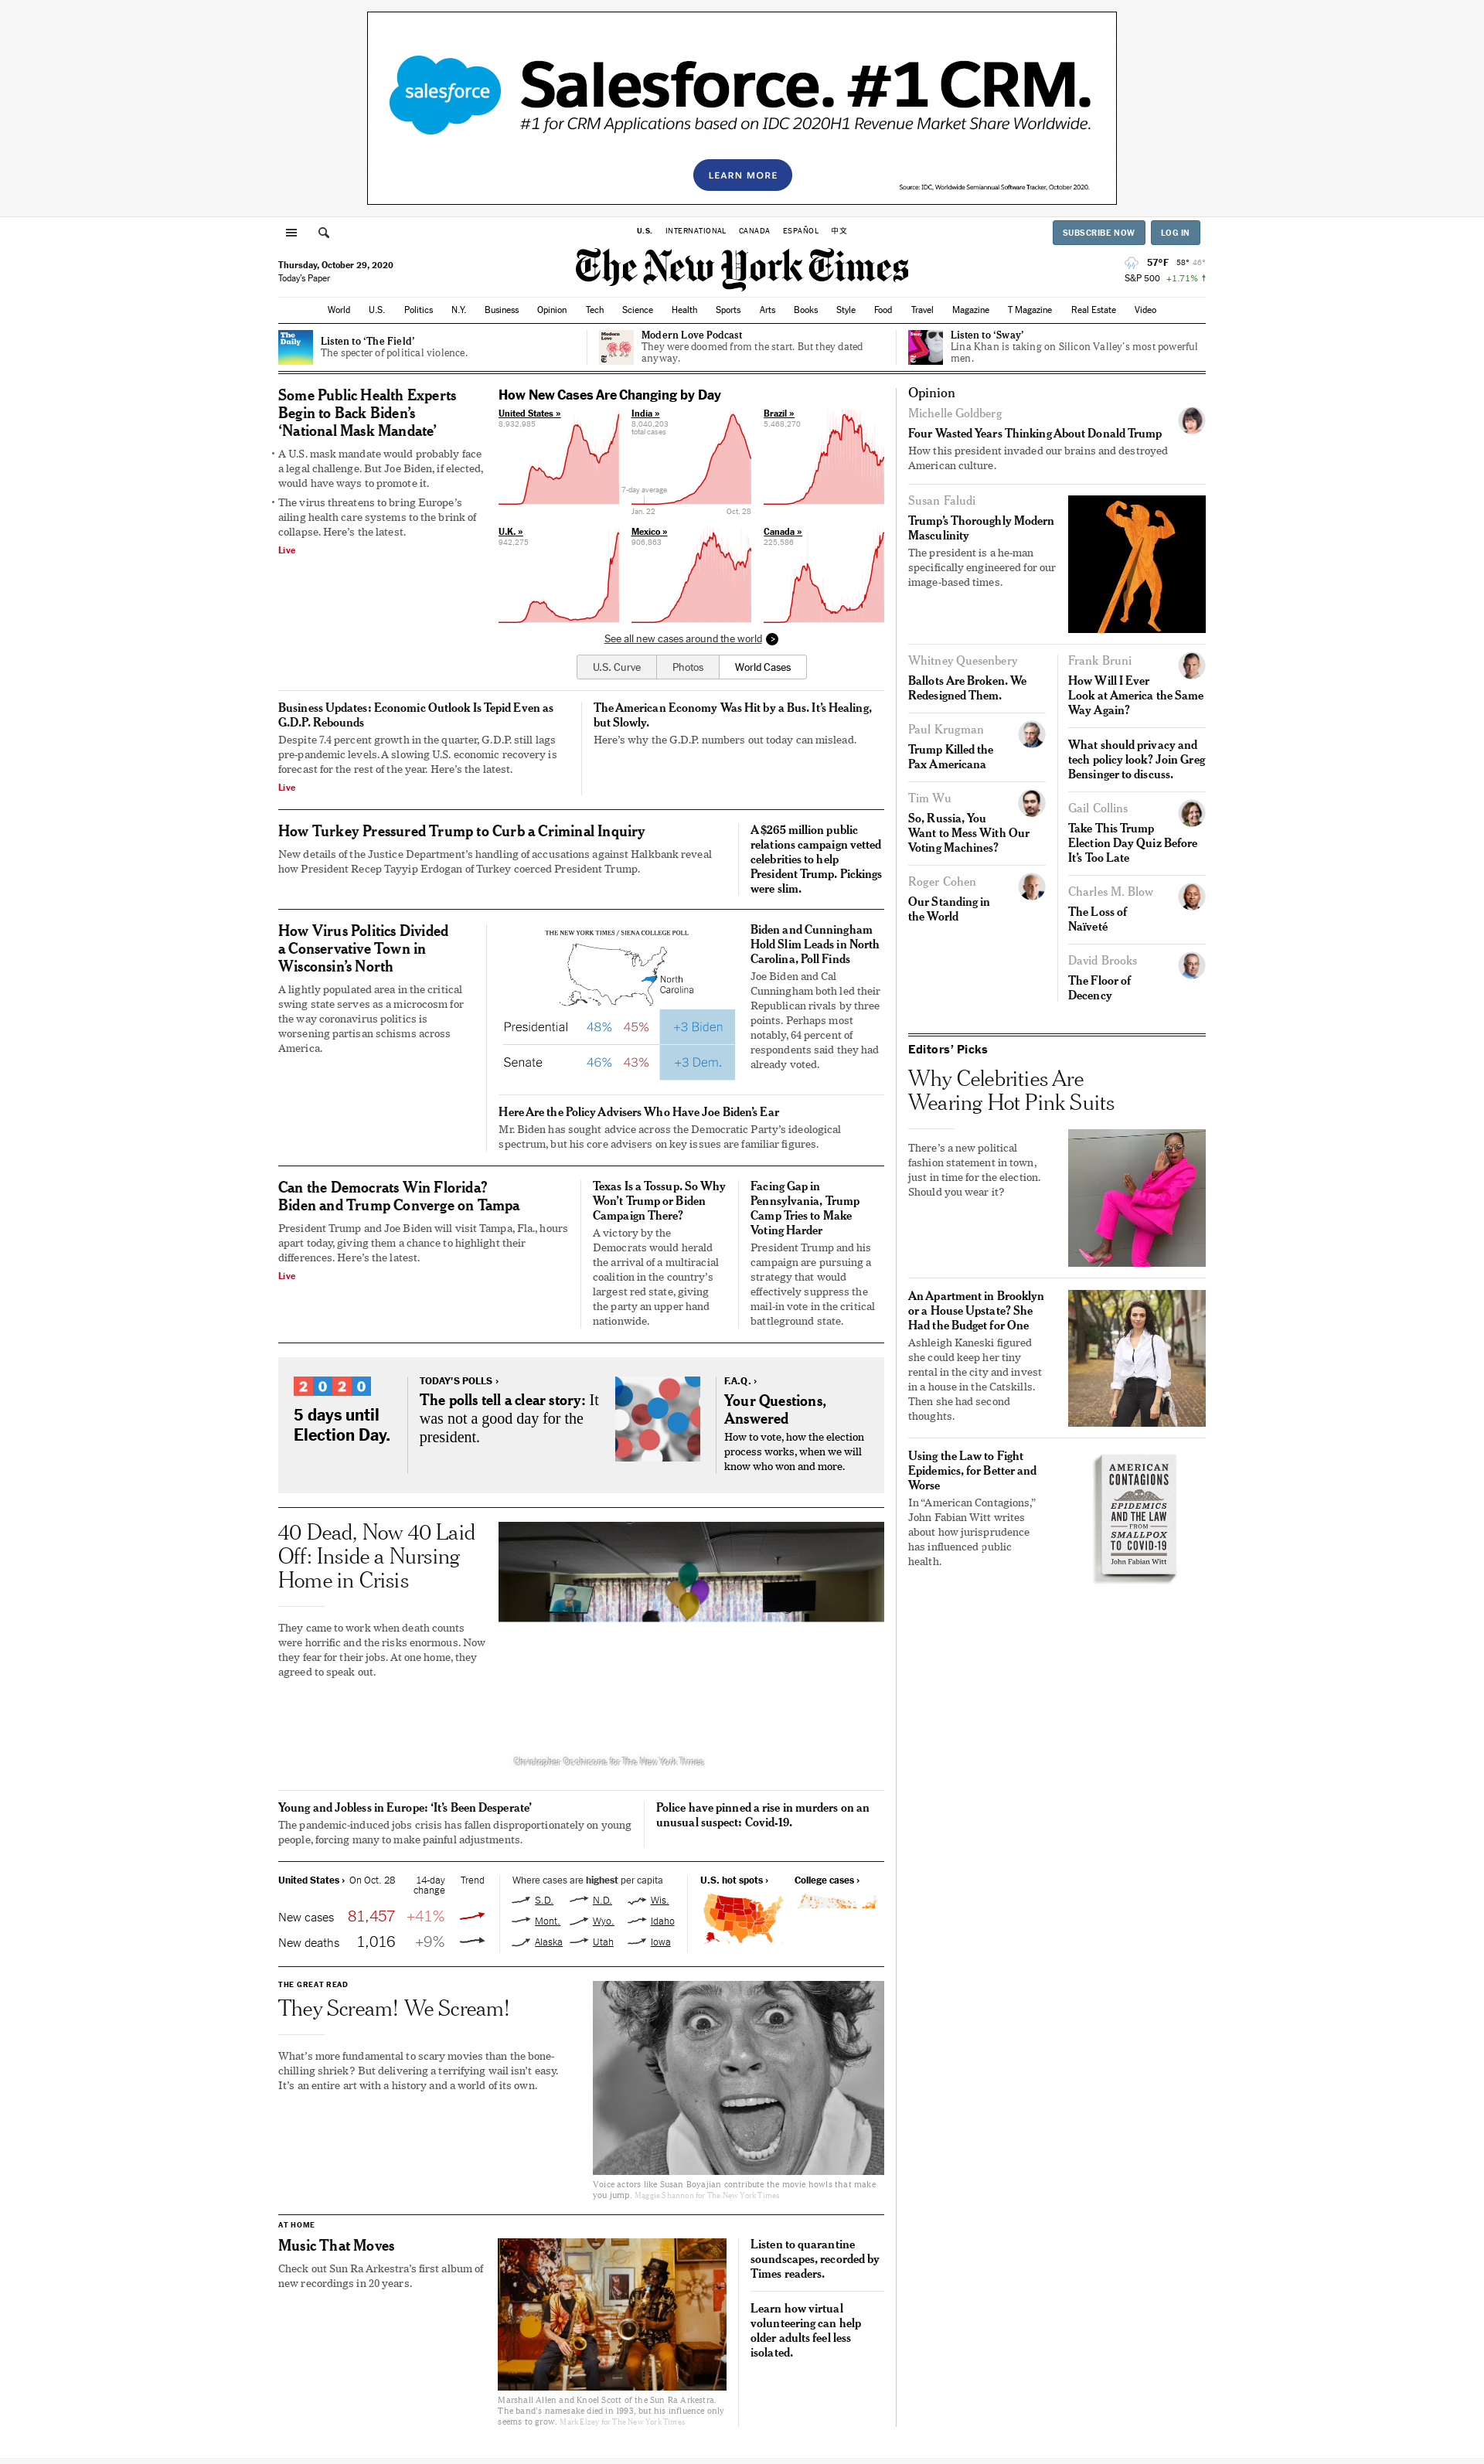 salesforce
Salesforce. #1 CRM.
#1 for CRM Applications based on IDC 2020H1 Revenue Market Share Worldwide.
LEARN MORE
Source: IDC, Worldwide Semiannual Software Tracker, October 2020.
U.S. INTERNATIONAL CANADA ESPAÑOL 中文
SUBSCRIBE NOW LOG IN
Thursday, October 29, 2020
Today's Paper
The New York Times
57°F 58° 46°
S&P 500 +1.71% ↑
World U.S. Politics N.Y. Business Opinion Tech Science Health Sports Arts Books Style Food Travel Magazine T Magazine Real Estate Video
The
Daily
Listen to ‘The Field’
The specter of political violence.
Modern
Love
Modern Love Podcast
They were doomed from the start. But they dated
anyway.
Listen to ‘Sway’
Lina Khan is taking on Silicon Valley’s most powerful
men.
Some Public Health Experts
Begin to Back Biden’s
‘National Mask Mandate’
• A U.S. mask mandate would probably face
a legal challenge. But Joe Biden, if elected,
would have ways to promote it.
• The virus threatens to bring Europe’s
ailing health care systems to the brink of
collapse. Here’s the latest.
Live
How New Cases Are Changing by Day
United States »
8,932,985
India »
8,040,203
total cases
Brazil »
5,468,270
7-day average
Jan. 22 Oct. 28
U.K. »
942,275
Mexico »
906,863
Canada »
225,586
See all new cases around the world >
U.S. Curve Photos World Cases
Business Updates: Economic Outlook Is Tepid Even as
G.D.P. Rebounds
Despite 7.4 percent growth in the quarter, G.D.P. still lags
pre-pandemic levels. A slowing U.S. economic recovery is
forecast for the rest of the year. Here’s the latest.
Live
The American Economy Was Hit by a Bus. It’s Healing,
but Slowly.
Here’s why the G.D.P. numbers out today can mislead.
How Turkey Pressured Trump to Curb a Criminal Inquiry
New details of the Justice Department’s handling of accusations against Halkbank reveal
how President Recep Tayyip Erdogan of Turkey coerced President Trump.
A $265 million public
relations campaign vetted
celebrities to help
President Trump. Pickings
were slim.
How Virus Politics Divided
a Conservative Town in
Wisconsin’s North
A lightly populated area in the critical
swing state serves as a microcosm for
the way coronavirus politics is
worsening partisan schisms across
America.
THE NEW YORK TIMES / SIENA COLLEGE POLL
North
Carolina
Presidential 48% 45% +3 Biden
Senate 46% 43% +3 Dem.
Biden and Cunningham
Hold Slim Leads in North
Carolina, Poll Finds
Joe Biden and Cal
Cunningham both led their
Republican rivals by three
points. Perhaps most
notably, 64 percent of
respondents said they had
already voted.
Here Are the Policy Advisers Who Have Joe Biden’s Ear
Mr. Biden has sought advice across the Democratic Party’s ideological
spectrum, but his core advisers on key issues are familiar figures.
Can the Democrats Win Florida?
Biden and Trump Converge on Tampa
President Trump and Joe Biden will visit Tampa, Fla., hours
apart today, giving them a chance to highlight their
differences. Here’s the latest.
Live
Texas Is a Tossup. So Why
Won’t Trump or Biden
Campaign There?
A victory by the
Democrats would herald
the arrival of a multiracial
coalition in the country’s
largest red state, giving
the party an upper hand
nationwide.
Facing Gap in
Pennsylvania, Trump
Camp Tries to Make
Voting Harder
President Trump and his
campaign are pursuing a
strategy that would
effectively suppress the
mail-in vote in the critical
battleground state.
2020
5 days until
Election Day.
TODAY’S POLLS ›
The polls tell a clear story: It
was not a good day for the
president.
F.A.Q. ›
Your Questions,
Answered
How to vote, how the election
process works, when we will
know who won and more.
40 Dead, Now 40 Laid
Off: Inside a Nursing
Home in Crisis
They came to work when death counts
were horrific and the risks enormous. Now
they fear for their jobs. At one home, they
agreed to speak out.
Christopher Occhicone for The New York Times
Young and Jobless in Europe: ‘It’s Been Desperate’
The pandemic-induced jobs crisis has fallen disproportionately on young
people, forcing many to make painful adjustments.
Police have pinned a rise in murders on an
unusual suspect: Covid-19.
United States › On Oct. 28 14-day change Trend
New cases 81,457 +41%
New deaths 1,016 +9%
Where cases are highest per capita
S.D. N.D. Wis.
Mont. Wyo. Idaho
Alaska Utah Iowa
U.S. hot spots › College cases ›
THE GREAT READ
They Scream! We Scream!
What’s more fundamental to scary movies than the bone-
chilling shriek? But delivering a terrifying wail isn’t easy.
It’s an entire art with a history and a world of its own.
Voice actors like Susan Boyajian contribute the movie howls that make
you jump. Maggie Shannon for The New York Times
AT HOME
Music That Moves
Check out Sun Ra Arkestra’s first album of
new recordings in 20 years.
Marshall Allen and Knoel Scott of the Sun Ra Arkestra.
The band’s namesake died in 1993, but his influence only
seems to grow. Mark Elzey for The New York Times
Listen to quarantine
soundscapes, recorded by
Times readers.
Learn how virtual
volunteering can help
older adults feel less
isolated.
Opinion
Michelle Goldberg
Four Wasted Years Thinking About Donald Trump
How this president invaded our brains and destroyed
American culture.
Susan Faludi
Trump’s Thoroughly Modern
Masculinity
The president is a he-man
specifically engineered for our
image-based times.
Whitney Quesenbery
Ballots Are Broken. We
Redesigned Them.
Paul Krugman
Trump Killed the
Pax Americana
Tim Wu
So, Russia, You
Want to Mess With Our
Voting Machines?
Roger Cohen
Our Standing in
the World
Frank Bruni
How Will I Ever
Look at America the Same
Way Again?
What should privacy and
tech policy look? Join Greg
Bensinger to discuss.
Gail Collins
Take This Trump
Election Day Quiz Before
It’s Too Late
Charles M. Blow
The Loss of
Naïveté
David Brooks
The Floor of
Decency
Editors’ Picks
Why Celebrities Are
Wearing Hot Pink Suits
There’s a new political
fashion statement in town,
just in time for the election.
Should you wear it?
An Apartment in Brooklyn
or a House Upstate? She
Had the Budget for One
Ashleigh Kaneski figured
she could keep her tiny
rental in the city and invest
in a house in the Catskills.
Then she had second
thoughts.
Using the Law to Fight
Epidemics, for Better and
Worse
In “American Contagions,”
John Fabian Witt writes
about how jurisprudence
has influenced public
health.
AMERICAN
CONTAGIONS
EPIDEMICS
AND THE LAW
FROM
SMALLPOX
TO COVID-19
John Fabian Witt